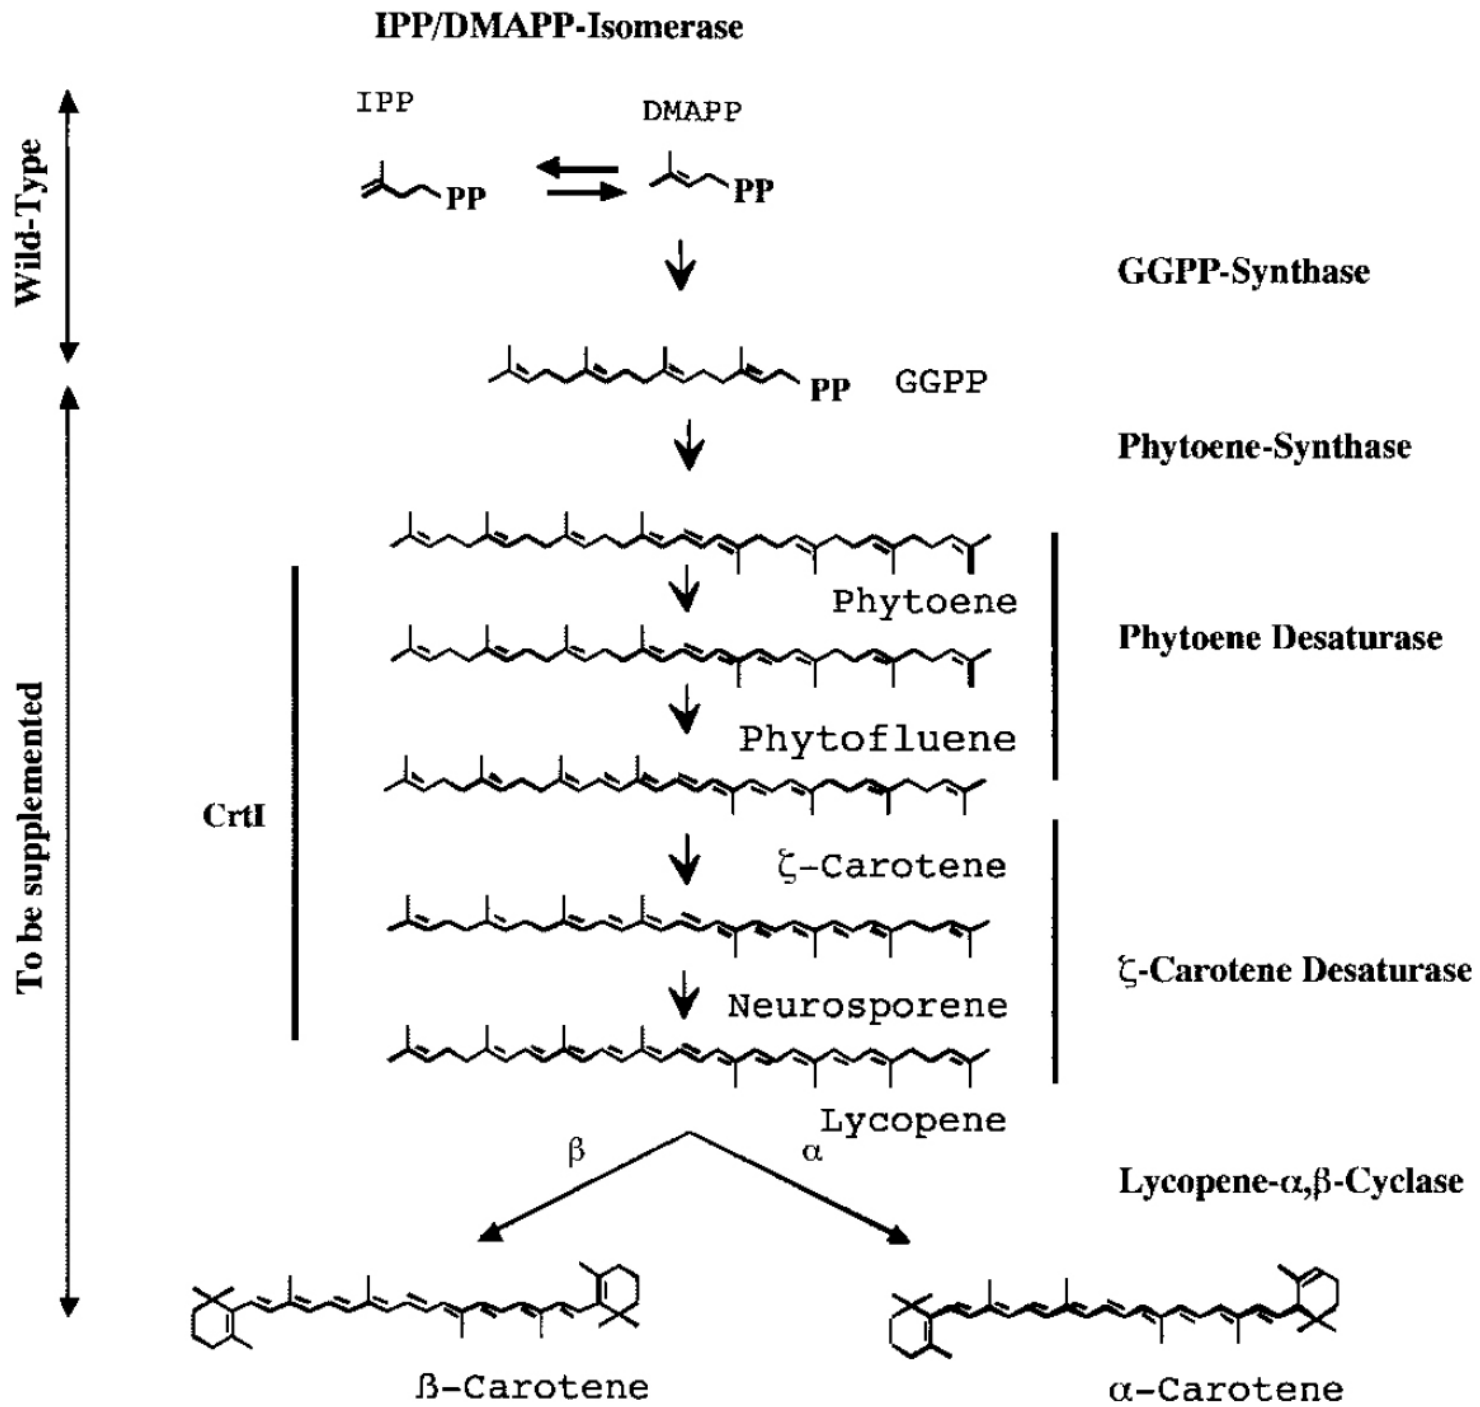 IPP/DMAPP-Isomerase
IPP
DMAPP
PP
PP
Wild-Type
GGPP-Synthase
PP
GGPP
Phytoene-Synthase
Phytoene
Phytoene Desaturase
Phytofluene
CrtI
ζ-Carotene
To be supplemented
ζ-Carotene Desaturase
Neurosporene
Lycopene
β
α
Lycopene-α,β-Cyclase
ß-Carotene
α-Carotene